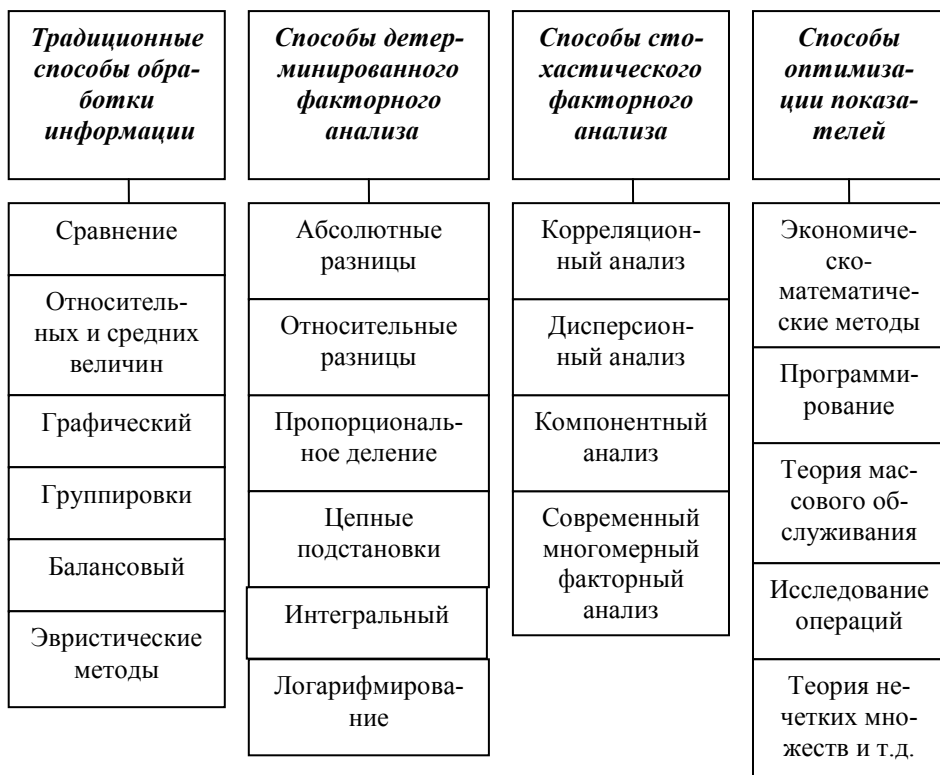 Традиционные
способы обра-
ботки
информации
Сравнение
Относитель-
ных и средних
величин
Графический
Группировки
Балансовый
Эвристические
методы
Способы детер-
минированного
факторного
анализа
Абсолютные
разницы
Относительные
разницы
Пропорциональ-
ное деление
Цепные
подстановки
Интегральный
Логарифмирова-
ние
Способы сто-
хастического
факторного
анализа
Корреляцион-
ный анализ
Дисперсион-
ный анализ
Компонентный
анализ
Современный
многомерный
факторный
анализ
Способы
оптимиза-
ции показа-
телей
Экономиче-
ско-
математиче-
ские методы
Программи-
рование
Теория мас-
сового об-
служивания
Исследование
операций
Теория не-
четких мно-
жеств и т.д.